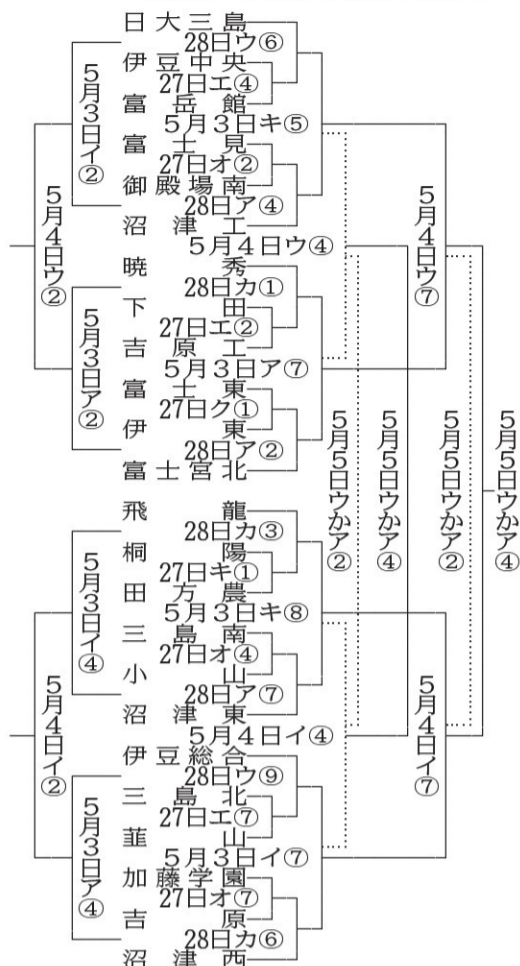 日大三島
28日ウ⑥
伊豆中央
27日エ④
富岳館
5月3日キ⑤
富士見
27日オ②
御殿場南
28日ア④
沼津工
5月4日ウ④
暁秀
28日カ①
下田
27日エ②
吉原工
5月3日ア⑦
富士東
27日ク①
伊東
28日ア②
富士宮北
飛龍
28日カ③
桐陽
27日キ①
田方農
5月3日キ⑧
三島南
27日オ④
小山
28日ア⑦
沼津東
5月4日イ④
伊豆総合
28日ウ⑨
三島北
27日エ⑦
韮山
5月3日イ⑦
加藤学園
27日オ⑦
吉原
28日カ⑥
沼津西
5月3日イ②
5月4日ウ②
5月3日ア②
5月3日イ④
5月4日イ②
5月3日ア④
5月4日ウ⑦
5月5日ウかア②
5月5日ウかア④
5月5日ウかア②
5月5日ウかア④
5月4日イ⑦